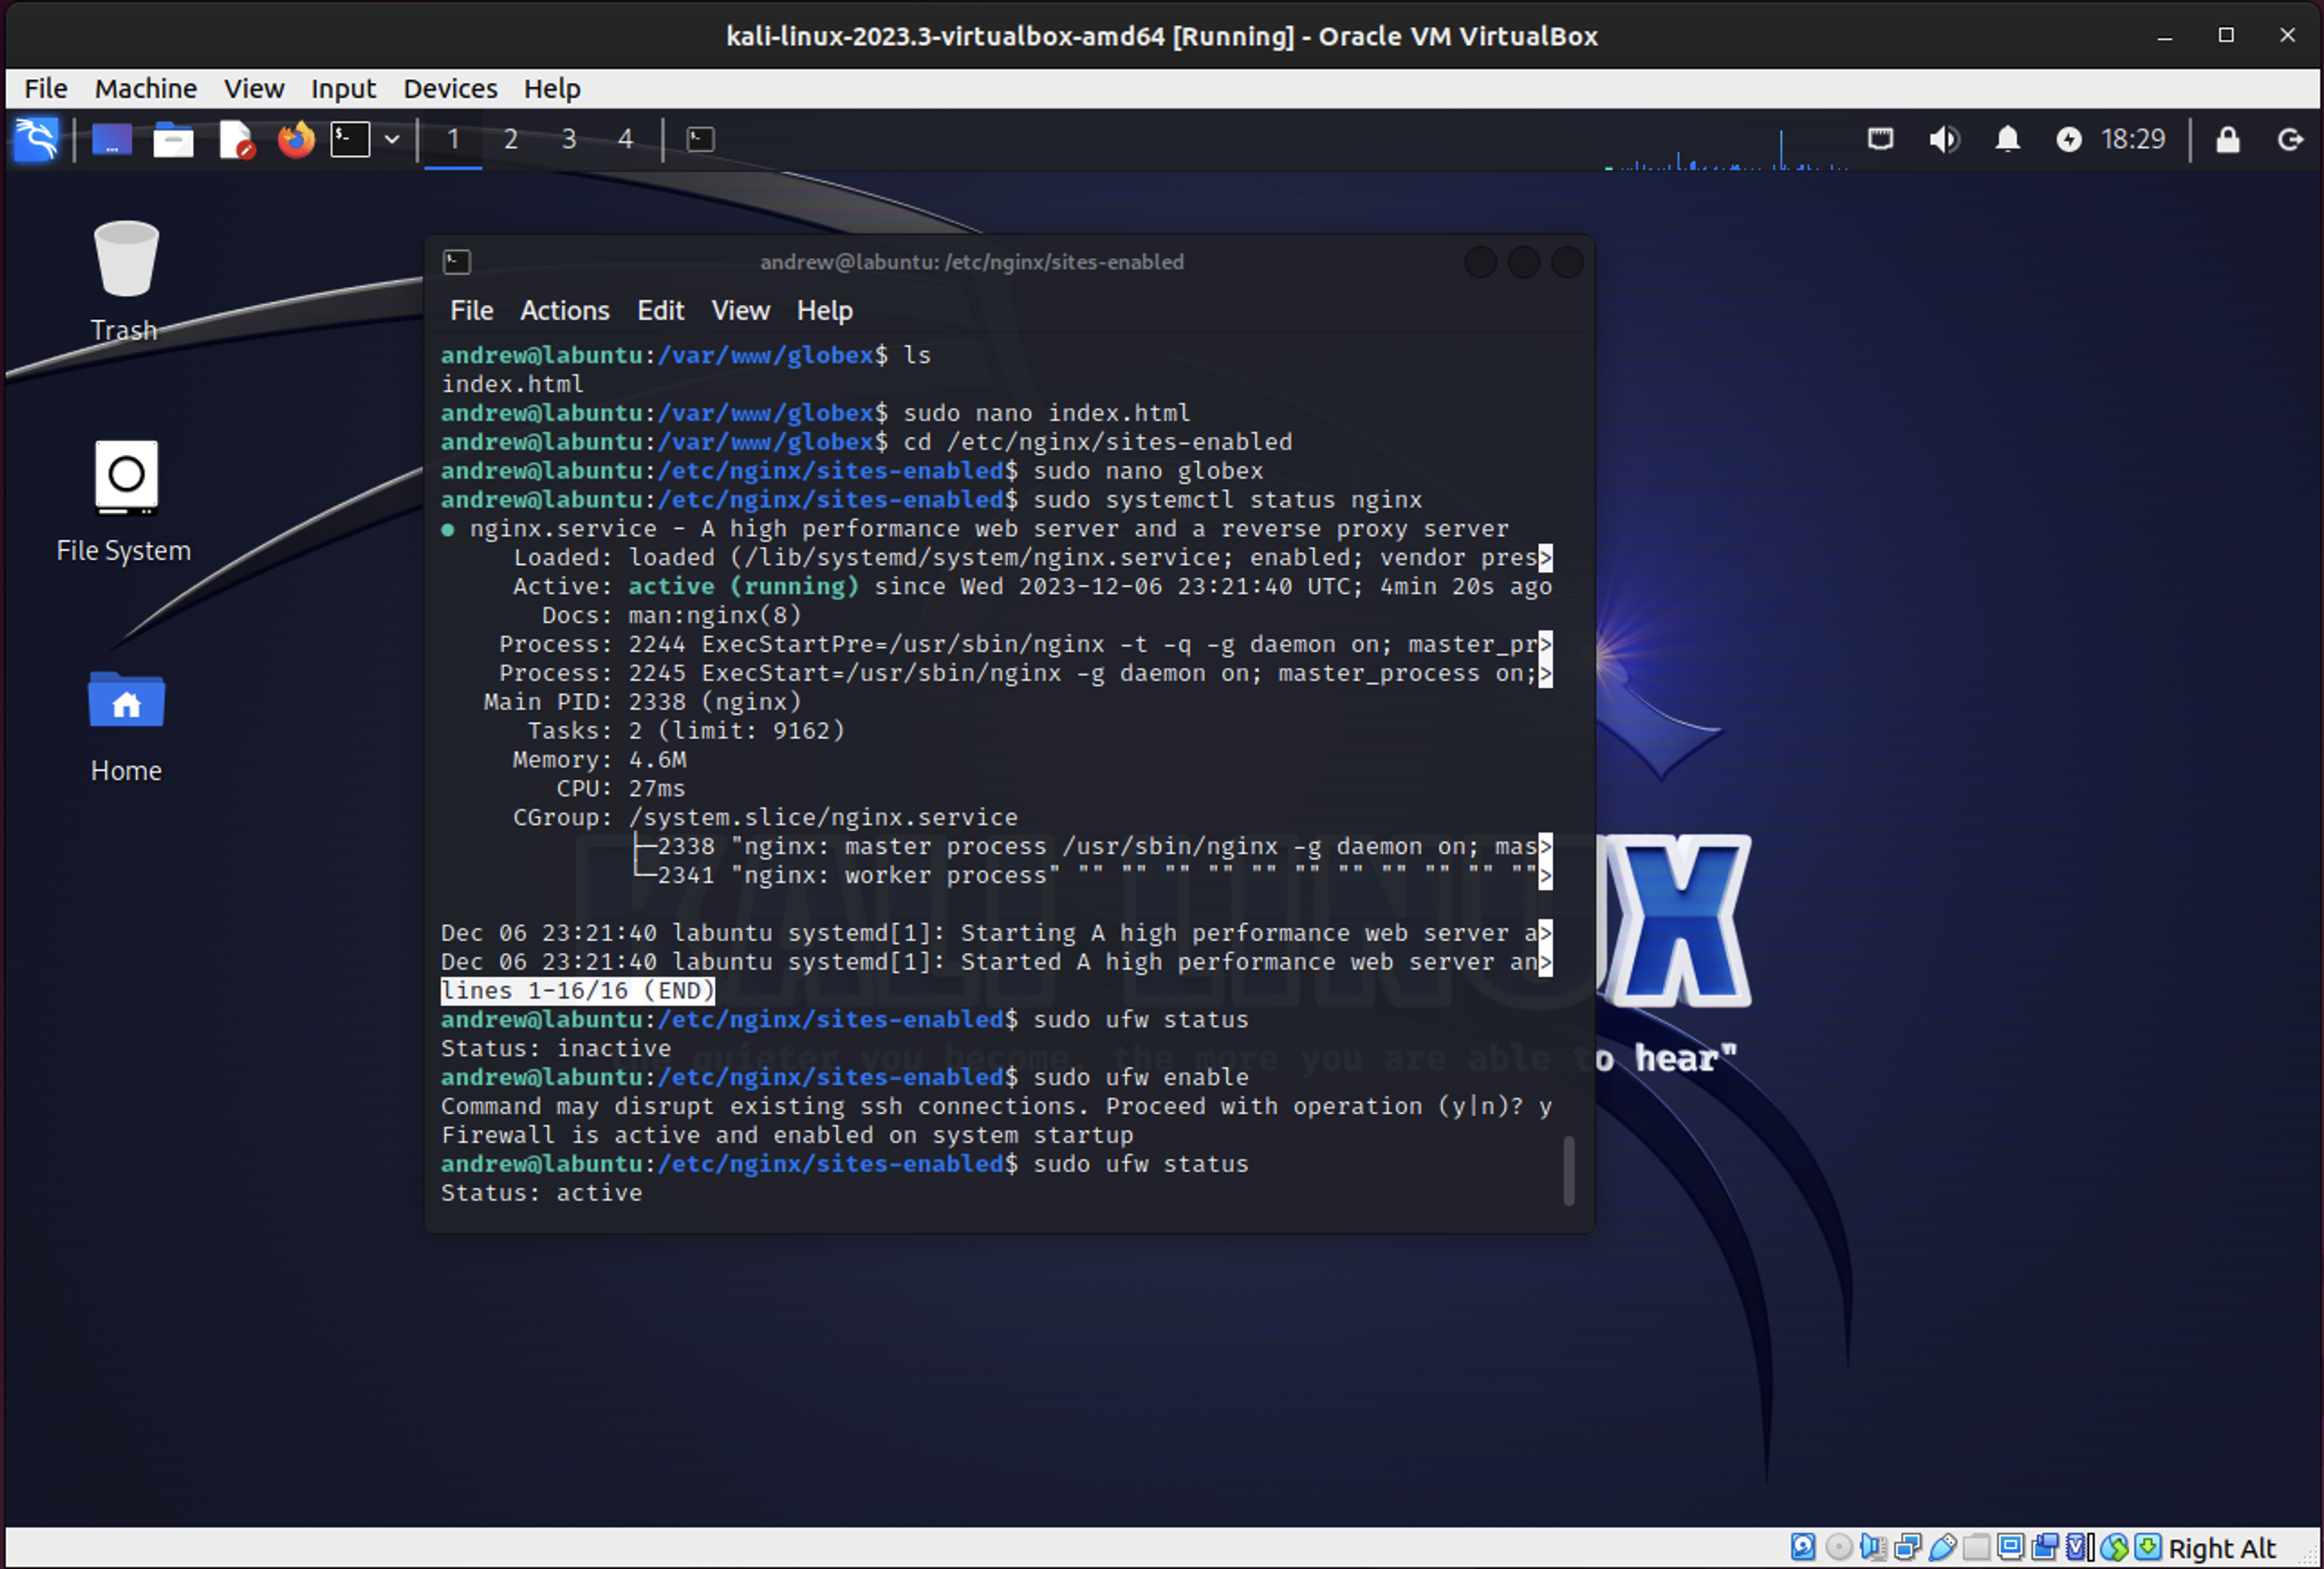 kali-linux-2023.3-virtualbox-amd64 [Running] - Oracle VM VirtualBox
File Machine View Input Devices Help
1 2 3 4 18:29
Trash
File System
Home
andrew@labuntu: /etc/nginx/sites-enabled
File Actions Edit View Help
andrew@labuntu:/var/www/globex$ ls
index.html
andrew@labuntu:/var/www/globex$ sudo nano index.html
andrew@labuntu:/var/www/globex$ cd /etc/nginx/sites-enabled
andrew@labuntu:/etc/nginx/sites-enabled$ sudo nano globex
andrew@labuntu:/etc/nginx/sites-enabled$ sudo systemctl status nginx
● nginx.service - A high performance web server and a reverse proxy server
Loaded: loaded (/lib/systemd/system/nginx.service; enabled; vendor pres>
Active: active (running) since Wed 2023-12-06 23:21:40 UTC; 4min 20s ago
Docs: man:nginx(8)
Process: 2244 ExecStartPre=/usr/sbin/nginx -t -q -g daemon on; master_pr>
Process: 2245 ExecStart=/usr/sbin/nginx -g daemon on; master_process on;>
Main PID: 2338 (nginx)
Tasks: 2 (limit: 9162)
Memory: 4.6M
CPU: 27ms
CGroup: /system.slice/nginx.service
├─2338 "nginx: master process /usr/sbin/nginx -g daemon on; mas>
└─2341 "nginx: worker process" "" "" "" "" "" "" "" "" "" "" "">
Dec 06 23:21:40 labuntu systemd[1]: Starting A high performance web server a>
Dec 06 23:21:40 labuntu systemd[1]: Started A high performance web server an>
lines 1-16/16 (END)
andrew@labuntu:/etc/nginx/sites-enabled$ sudo ufw status
Status: inactive
andrew@labuntu:/etc/nginx/sites-enabled$ sudo ufw enable
Command may disrupt existing ssh connections. Proceed with operation (y|n)? y
Firewall is active and enabled on system startup
andrew@labuntu:/etc/nginx/sites-enabled$ sudo ufw status
Status: active
KALI LINUX
quieter you become, the more you are able to hear"
Right Alt